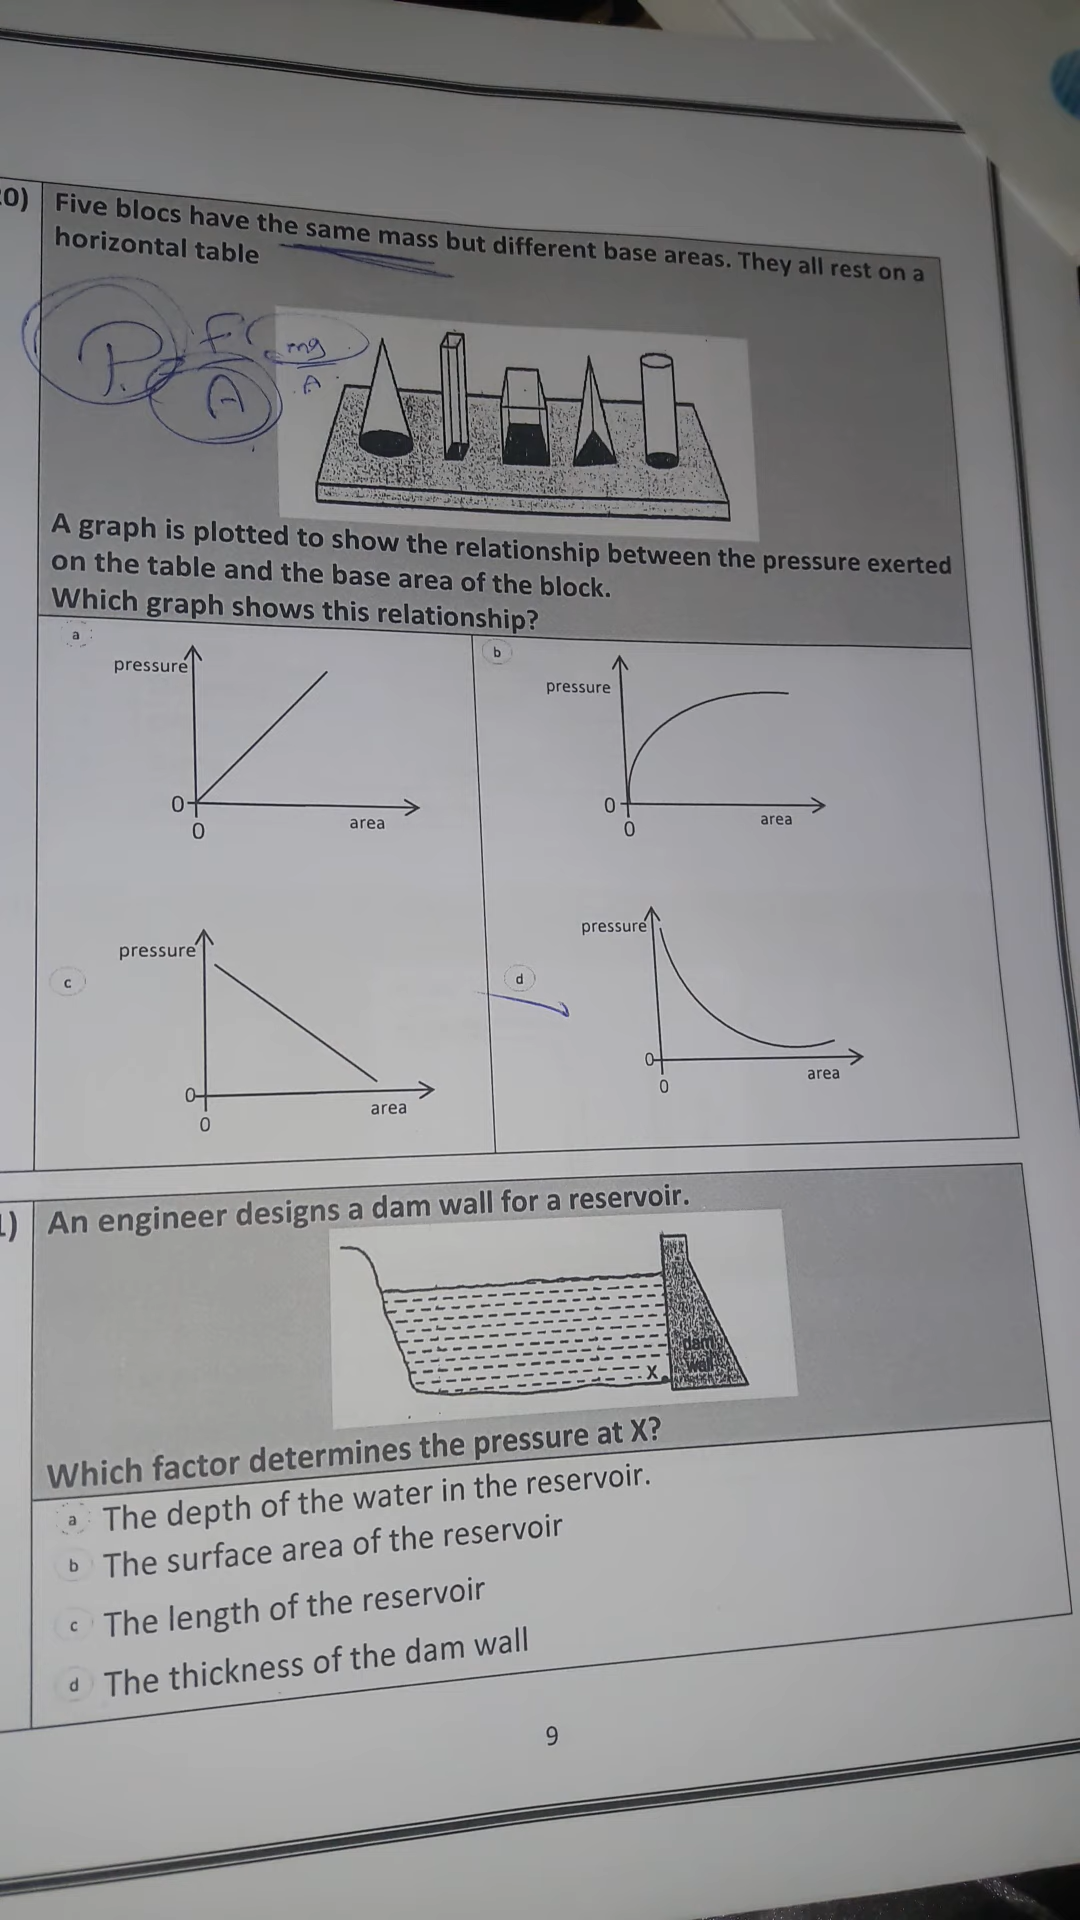 20) Five blocs have the same mass but different base areas. They all rest on a
horizontal table
P = F/A = mg/A
A graph is plotted to show the relationship between the pressure exerted
on the table and the base area of the block.
Which graph shows this relationship?
a
pressure
0
0
area
b
pressure
0
0
area
c
pressure
0
0
area
d
pressure
0
0
area
1) An engineer designs a dam wall for a reservoir.
dam
wall
X
Which factor determines the pressure at X?
a The depth of the water in the reservoir.
b The surface area of the reservoir
c The length of the reservoir
d The thickness of the dam wall
9